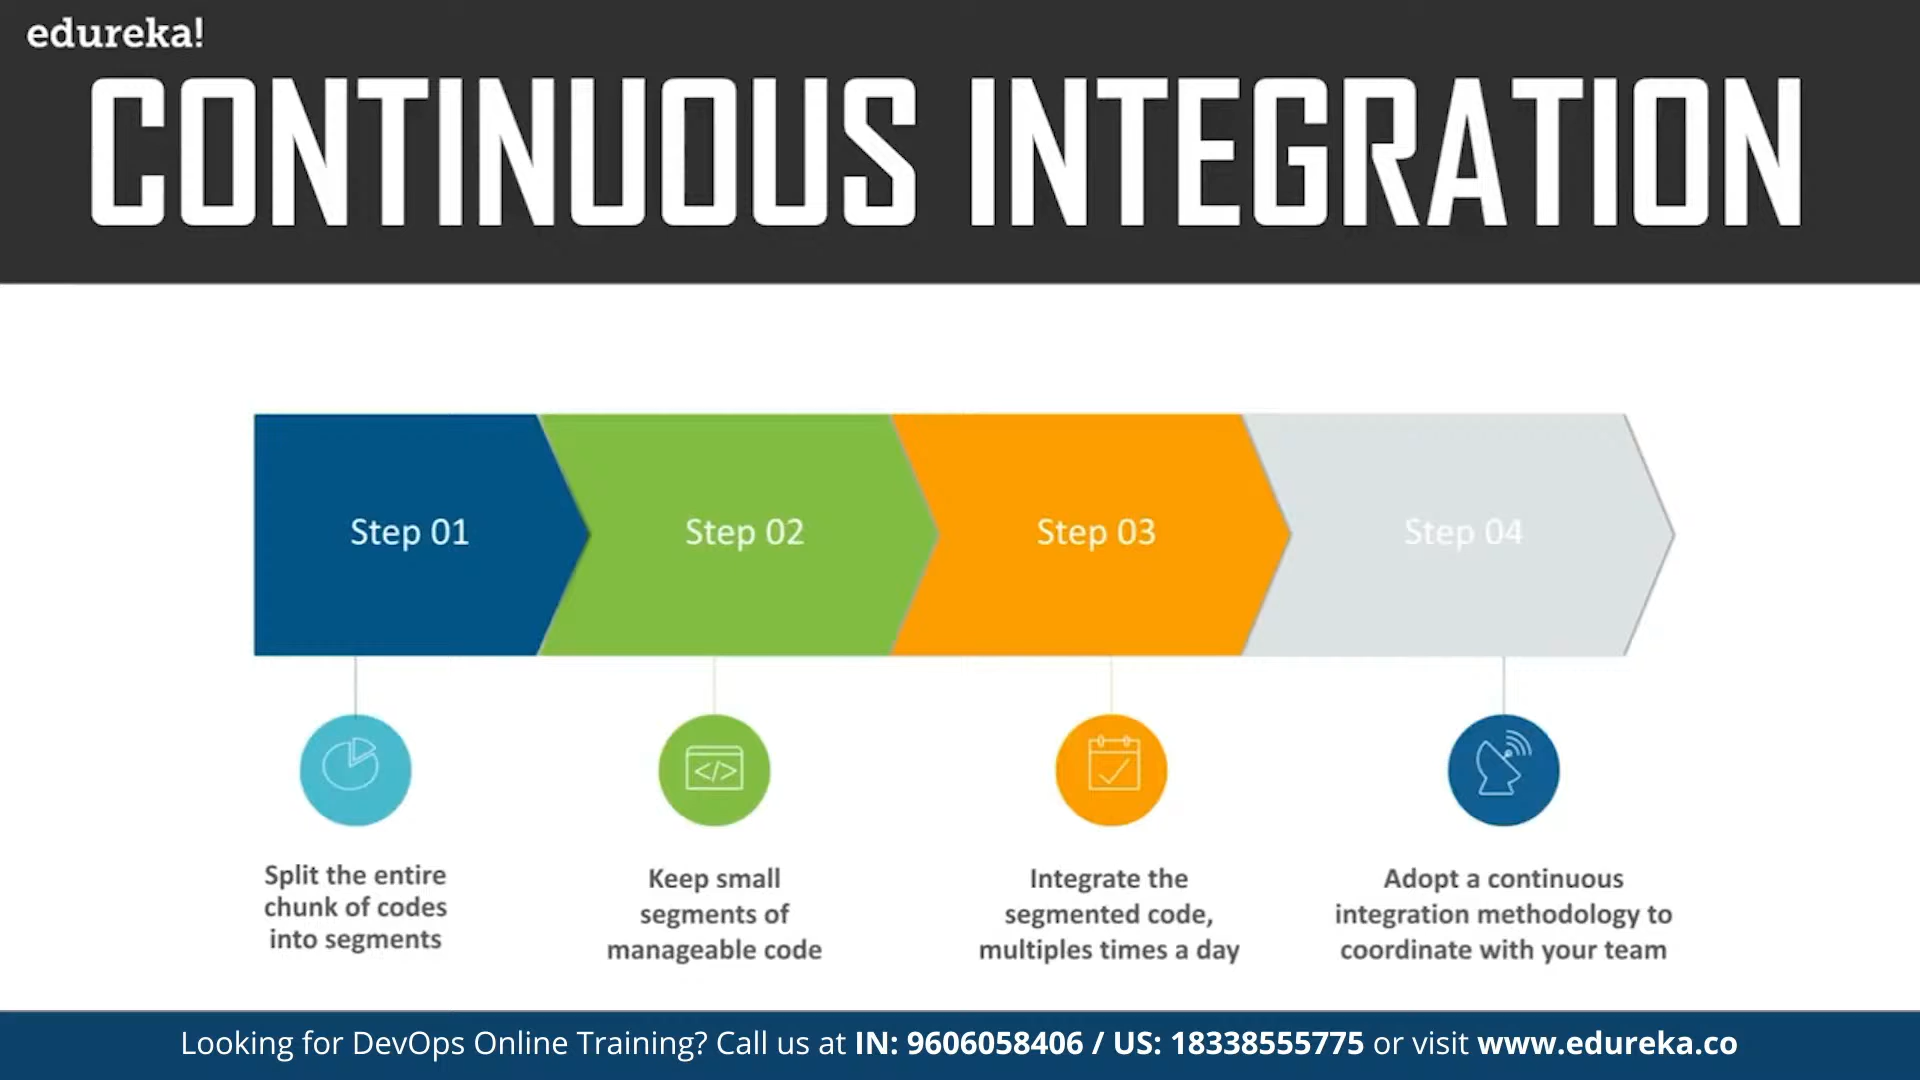 edureka!
CONTINUOUS INTEGRATION
Step 01
Step 02
Step 03
Step 04
</>
Split the entire
chunk of codes
into segments
Keep small
segments of
manageable code
Integrate the
segmented code,
multiples times a day
Adopt a continuous
integration methodology to
coordinate with your team
Looking for DevOps Online Training? Call us at IN: 9606058406 / US: 18338555775 or visit www.edureka.co